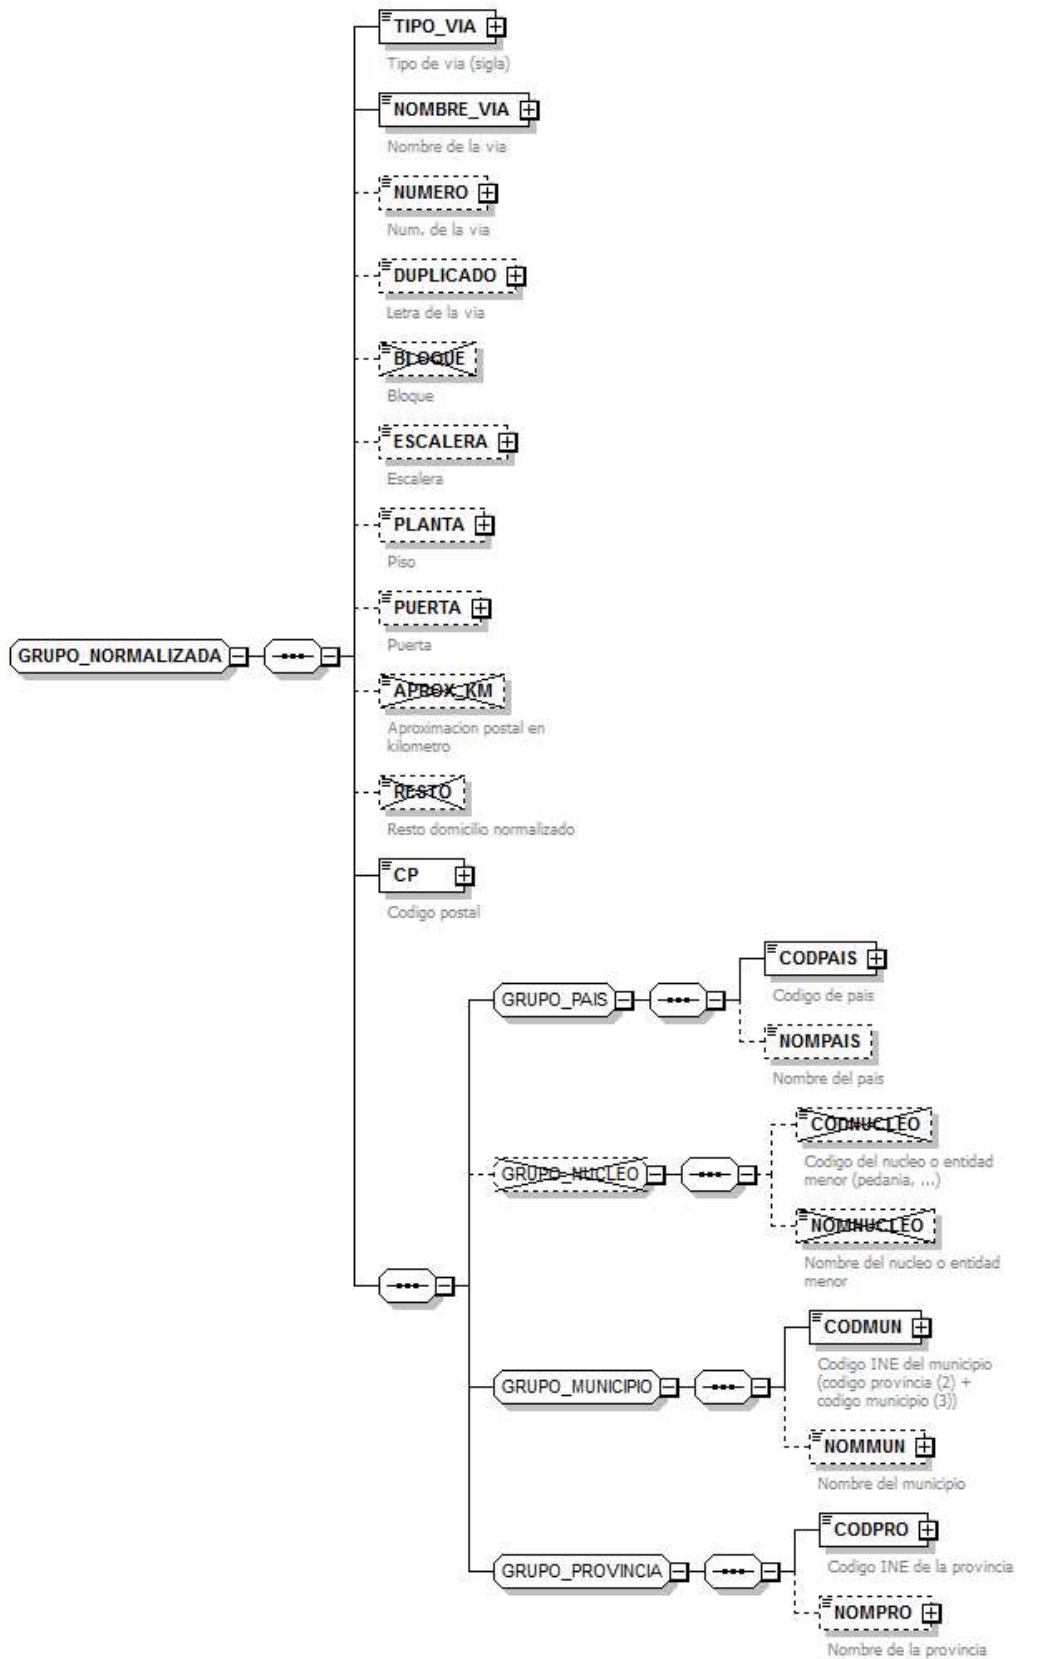 TIPO_VIA
Tipo de via (sigla)
NOMBRE_VIA
Nombre de la via
NUMERO
Num. de la via
DUPLICADO
Letra de la via
BLOQUE
Bloque
ESCALERA
Escalera
PLANTA
Piso
PUERTA
Puerta
GRUPO_NORMALIZADA
APROX_KM
Aproximacion postal en
kilometro
RESTO
Resto domicilio normalizado
CP
Codigo postal
GRUPO_PAIS
CODPAIS
Codigo de pais
NOMPAIS
Nombre del pais
GRUPO_NUCLEO
CODNUCLEO
Codigo del nucleo o entidad
menor (pedania, ...)
NOMNUCLEO
Nombre del nucleo o entidad
menor
GRUPO_MUNICIPIO
CODMUN
Codigo INE del municipio
(codigo provincia (2) +
codigo municipio (3))
NOMMUN
Nombre del municipio
GRUPO_PROVINCIA
CODPRO
Codigo INE de la provincia
NOMPRO
Nombre de la provincia